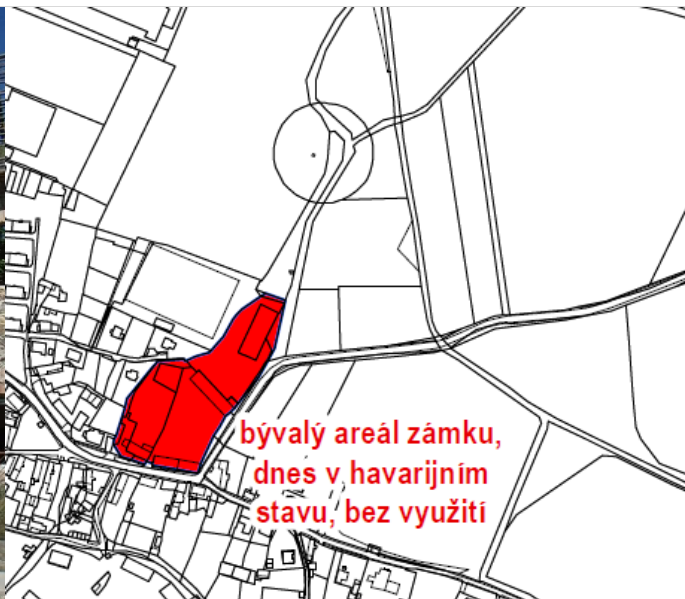 bývalý areál zámku,
dnes v havarijním
stavu, bez využití